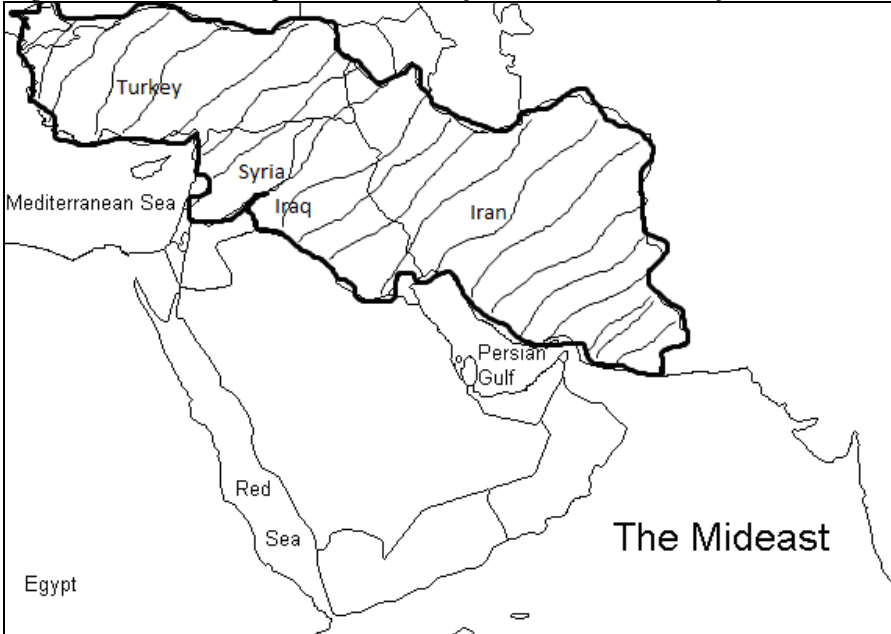 Turkey
Syria
Mediterranean Sea
Iraq
Iran
Persian
Gulf
Red
Sea
The Mideast
Egypt